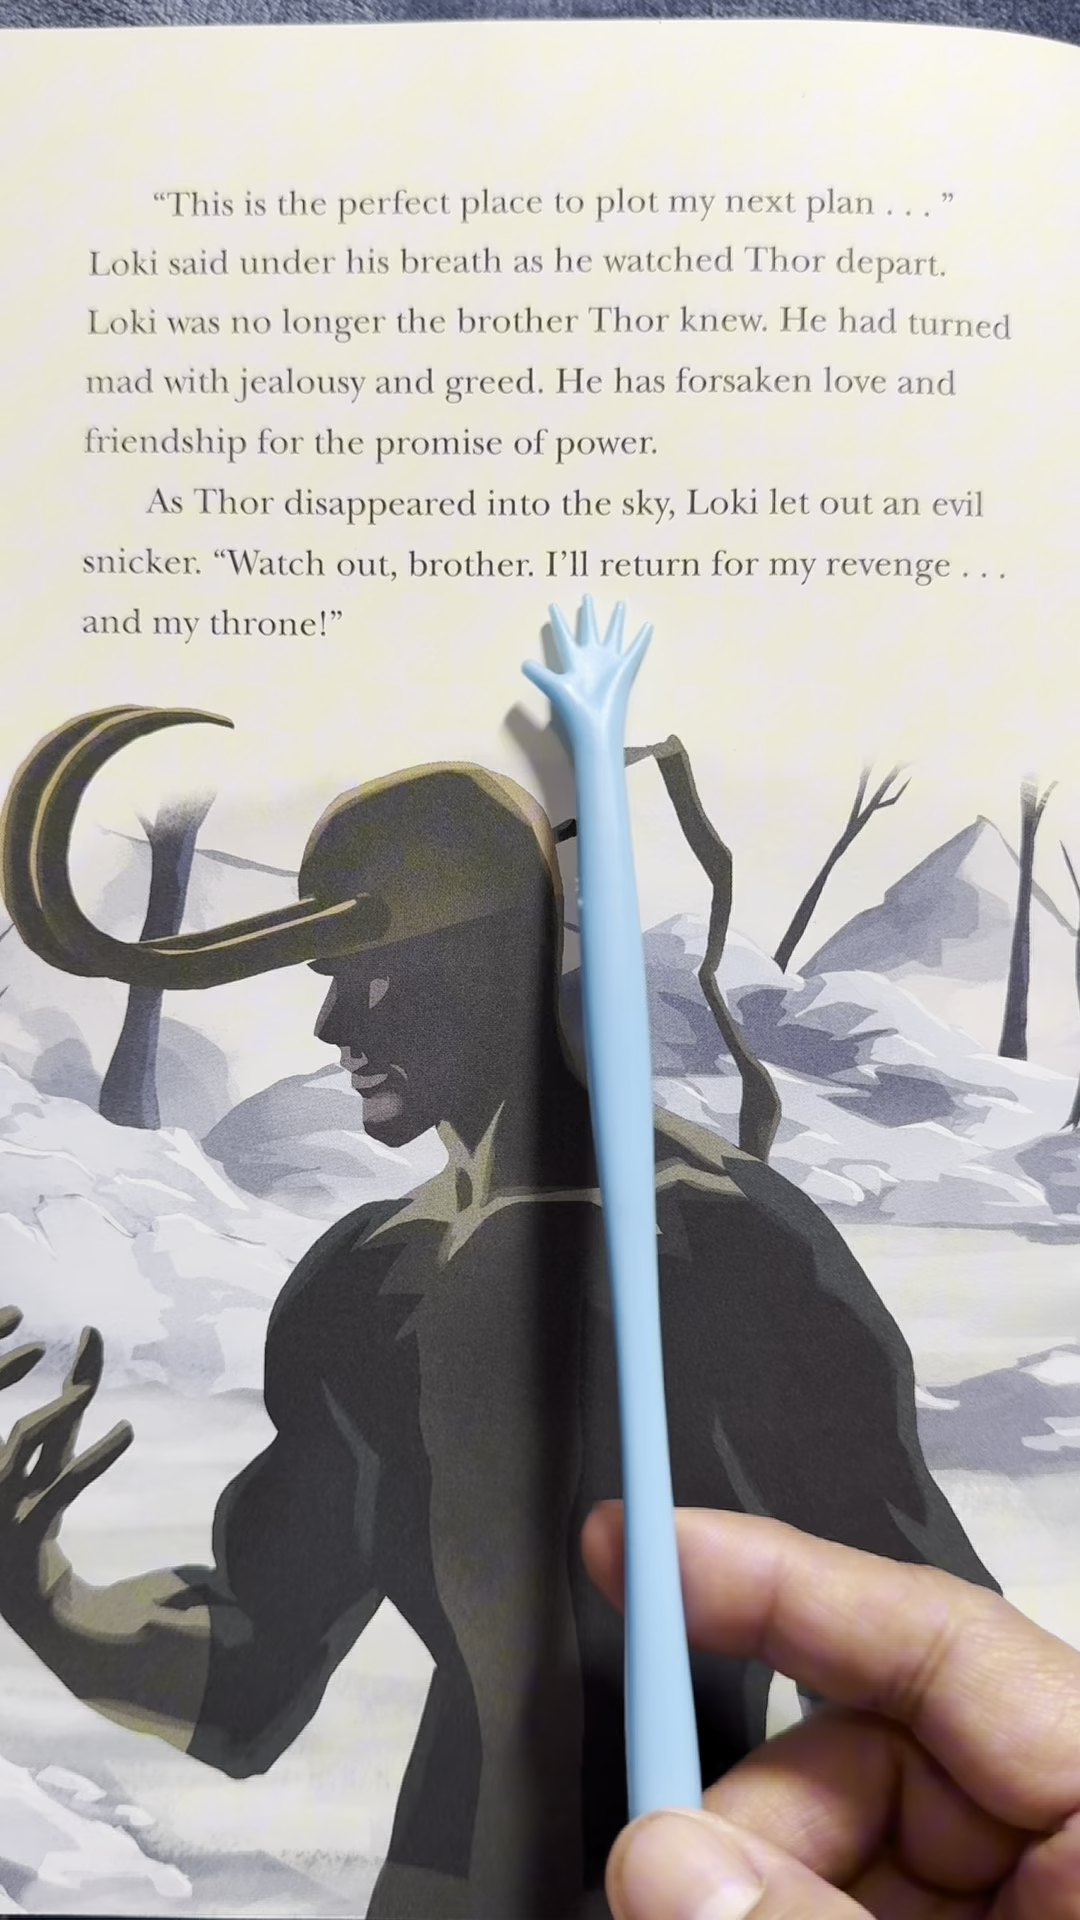 “This is the perfect place to plot my next plan . . . ”
Loki said under his breath as he watched Thor depart.
Loki was no longer the brother Thor knew. He had turned
mad with jealousy and greed. He has forsaken love and
friendship for the promise of power.
As Thor disappeared into the sky, Loki let out an evil
snicker. “Watch out, brother. I’ll return for my revenge . . .
and my throne!”